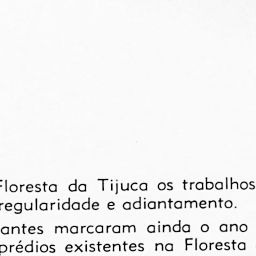 Floresta da Tijuca os trabalhos
regularidade e adiantamento.
antes marcaram ainda o ano
prédios existentes na Floresta